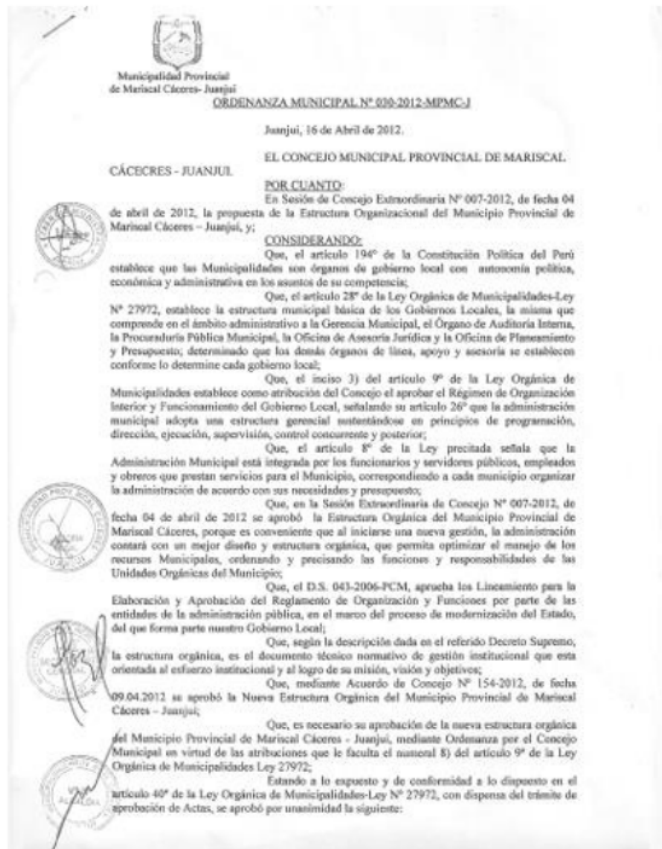 Municipalidad Provincial
de Mariscal Cáceres- Juanjui
ORDENANZA MUNICIPAL Nº 030-2012-MPMC-J
Juanjui, 16 de Abril de 2012.
EL CONCEJO MUNICIPAL PROVINCIAL DE MARISCAL
CÁCECRES - JUANJUI.
POR CUANTO:
En Sesión de Concejo Extraordinaria Nº 007-2012, de fecha 04
de abril de 2012, la propuesta de la Estructura Organizacional del Municipio Provincial de
Mariscal Cáceres – Juanjui, y;
CONSIDERANDO:
Que, el artículo 194º de la Constitución Política del Perú
establece que las Municipalidades son órganos de gobierno local con autonomía política,
económica y administrativa en los asuntos de su competencia;
Que, el artículo 28º de la Ley Orgánica de Municipalidades-Ley
Nº 27972, establece la estructura municipal básica de los Gobiernos Locales, la misma que
comprende en el ámbito administrativo a la Gerencia Municipal, el Órgano de Auditoría Interna,
la Procuraduría Pública Municipal, la Oficina de Asesoría Jurídica y la Oficina de Planeamiento
y Presupuesto; determinado que los demás órganos de línea, apoyo y asesoría se establecen
conforme lo determine cada gobierno local;
Que, el inciso 3) del artículo 9º de la Ley Orgánica de
Municipalidades establece como atribución del Concejo el aprobar el Régimen de Organización
Interior y Funcionamiento del Gobierno Local, señalando su artículo 26º que la administración
municipal adopta una estructura gerencial sustentándose en principios de programación,
dirección, ejecución, supervisión, control concurrente y posterior;
Que, el artículo 8º de la Ley precitada señala que la
Administración Municipal está integrada por los funcionarios y servidores públicos, empleados
y obreros que prestan servicios para el Municipio, correspondiendo a cada municipio organizar
la administración de acuerdo con sus necesidades y presupuesto;
Que, en la Sesión Extraordinaria de Concejo Nº 007-2012, de
fecha 04 de abril de 2012 se aprobó la Estructura Orgánica del Municipio Provincial de
Mariscal Cáceres, porque es conveniente que al iniciarse una nueva gestión, la administración
contará con un mejor diseño y estructura orgánica, que permita optimizar el manejo de los
recursos Municipales, ordenando y precisando las funciones y responsabilidades de las
Unidades Orgánicas del Municipio;
Que, el D.S. 043-2006-PCM, aprueba los Lineamiento para la
Elaboración y Aprobación del Reglamento de Organización y Funciones por parte de las
entidades de la administración pública, en el marco del proceso de modernización del Estado,
del que forma parte nuestro Gobierno Local;
Que, según la descripción dada en el referido Decreto Supremo,
la estructura orgánica, es el documento técnico normativo de gestión institucional que esta
orientada al esfuerzo institucional y al logro de su misión, visión y objetivos;
Que, mediante Acuerdo de Concejo Nº 154-2012, de fecha
09.04.2012 se aprobó la Nueva Estructura Orgánica del Municipio Provincial de Mariscal
Cáceres – Juanjui;
Que, es necesario su aprobación de la nueva estructura orgánica
del Municipio Provincial de Mariscal Cáceres - Juanjui, mediante Ordenanza por el Concejo
Municipal en virtud de las atribuciones que le faculta el numeral 8) del artículo 9º de la Ley
Orgánica de Municipalidades Ley 27972;
Estando a lo expuesto y de conformidad a lo dispuesto en el
artículo 40º de la Ley Orgánica de Municipalidades-Ley Nº 27972, con dispensa del trámite de
aprobación de Actas, se aprobó por unanimidad la siguiente:
ALCALDIA